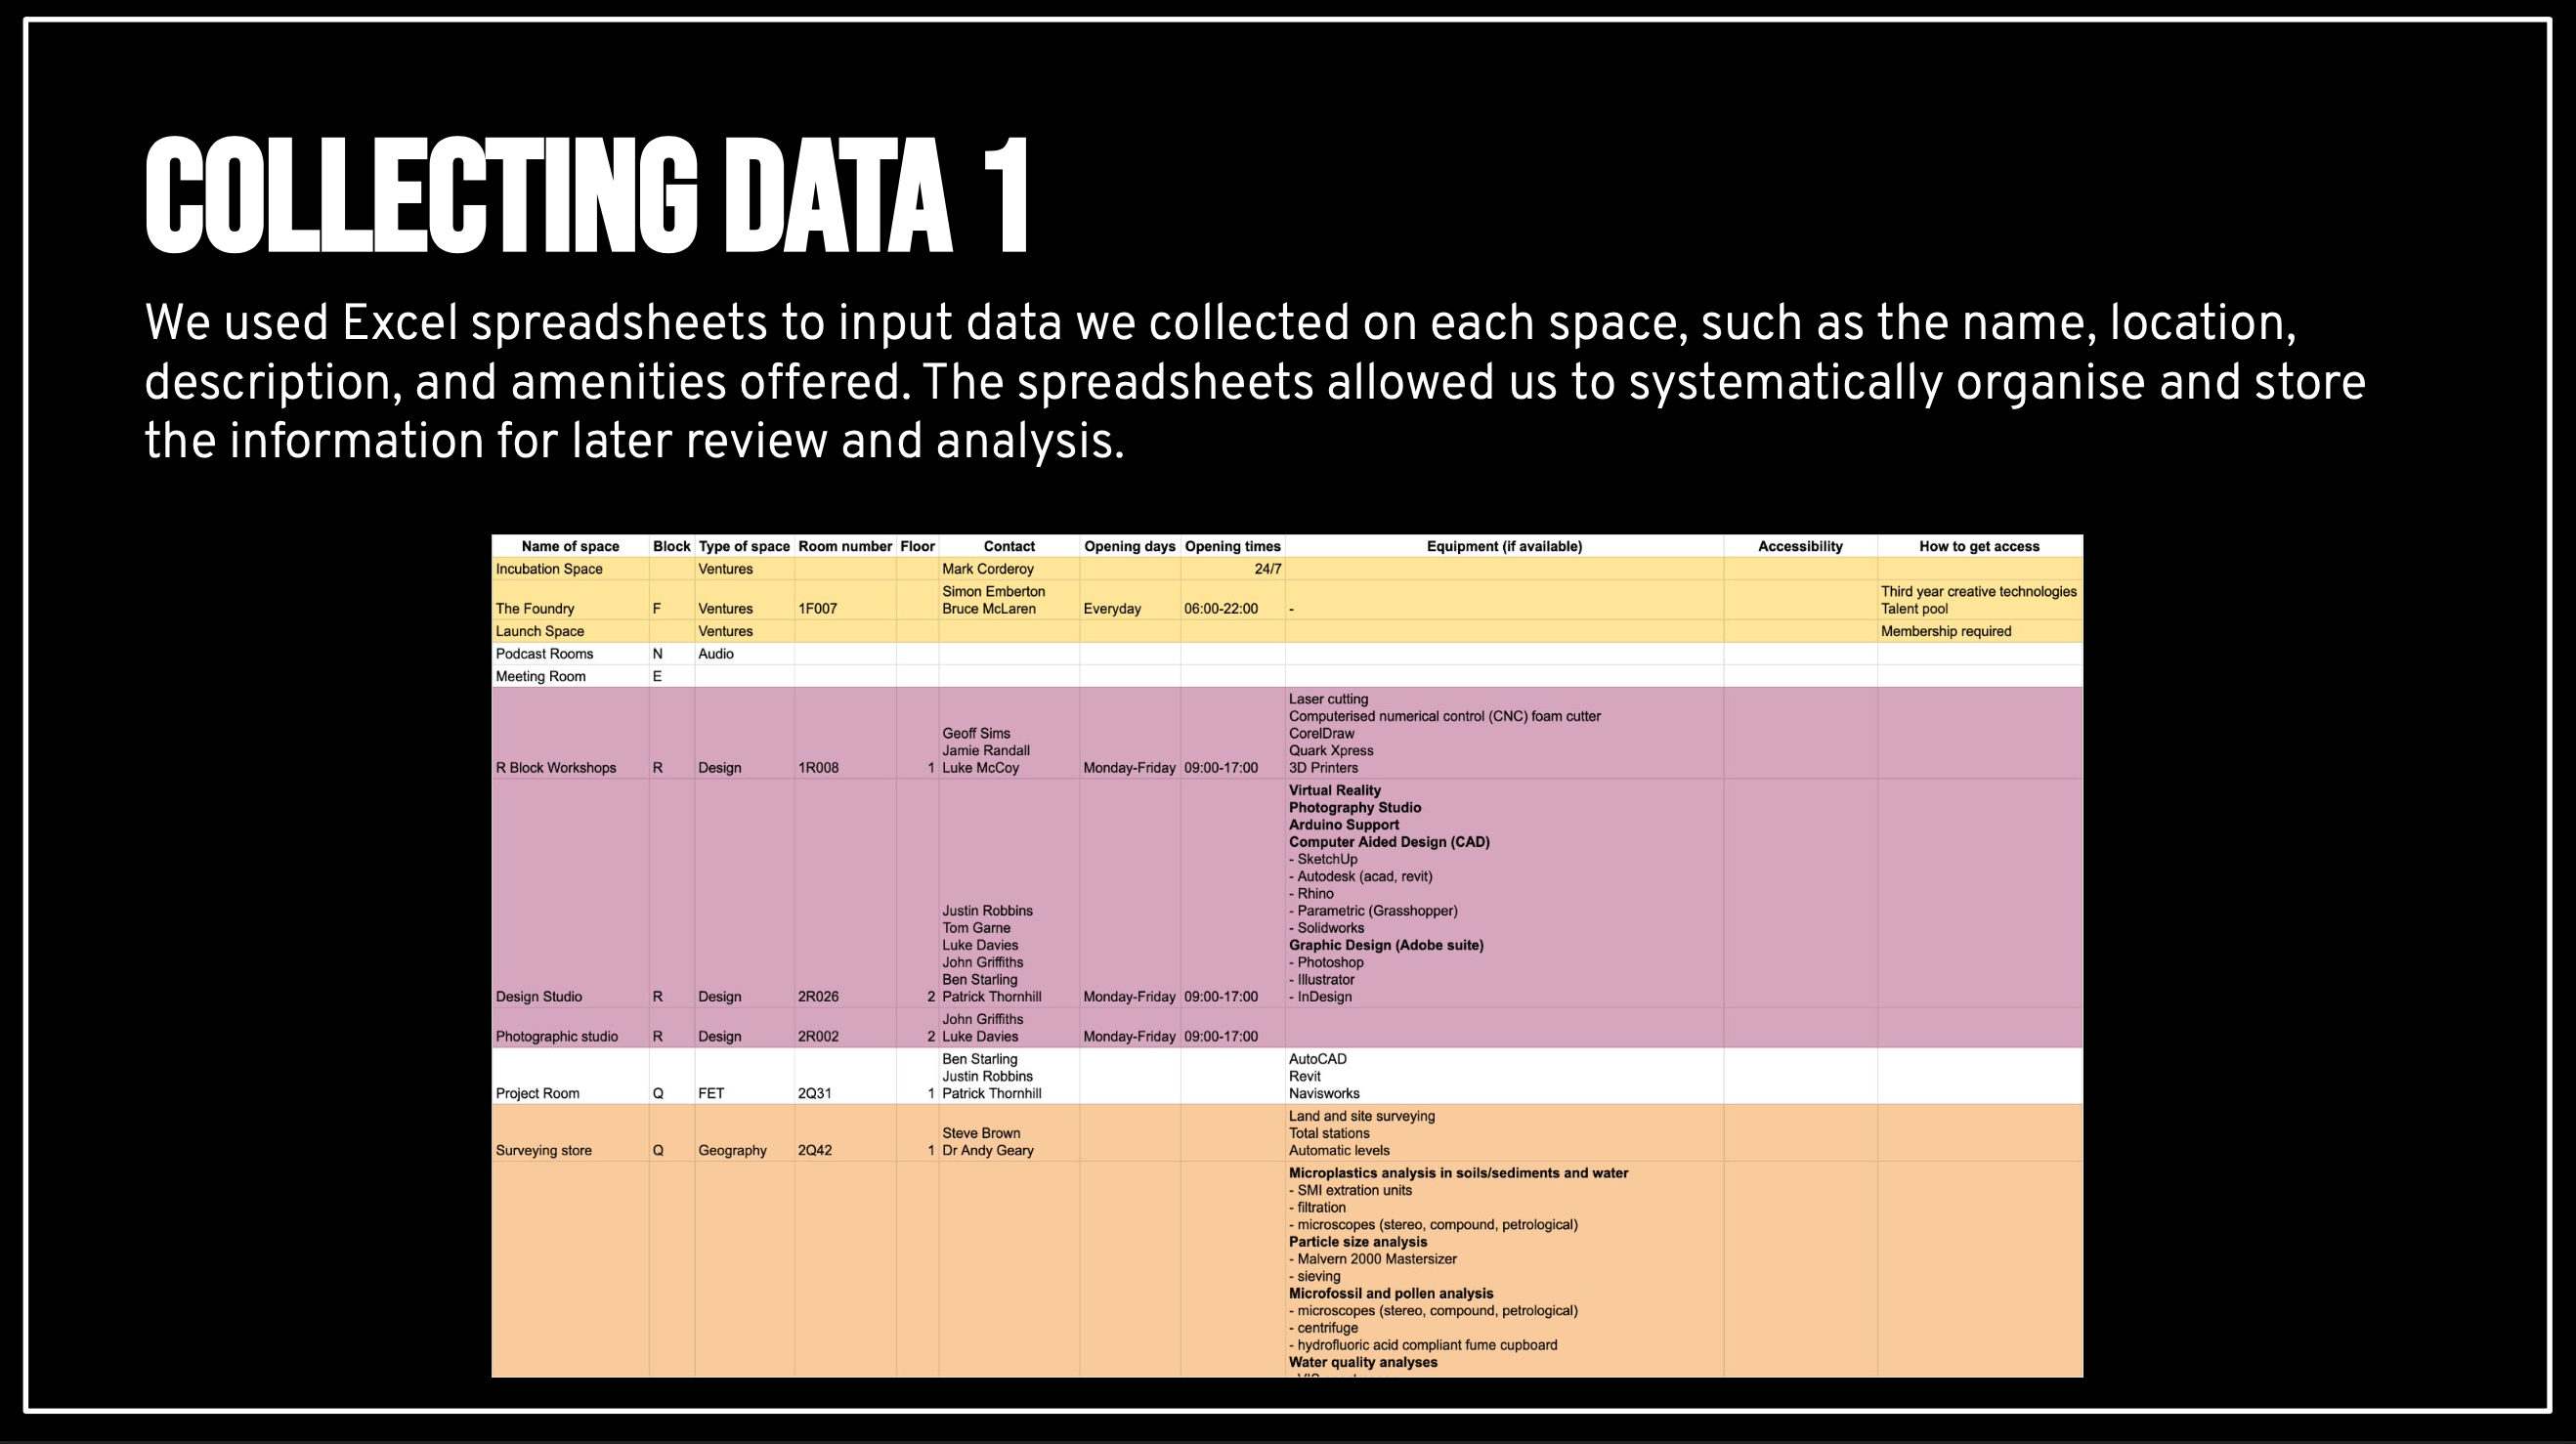 COLLECTING DATA 1
We used Excel spreadsheets to input data we collected on each space, such as the name, location,
description, and amenities offered. The spreadsheets allowed us to systematically organise and store
the information for later review and analysis.
Name of space Block Type of space Room number Floor Contact Opening days Opening times Equipment (if available) Accessibility How to get access
Incubation Space Ventures Mark Corderoy 24/7
Simon Emberton Third year creative technologies
The Foundry F Ventures 1F007 Bruce McLaren Everyday 06:00-22:00 - Talent pool
Launch Space Ventures Membership required
Podcast Rooms N Audio
Meeting Room E
Laser cutting
Computerised numerical control (CNC) foam cutter
Geoff Sims CorelDraw
Jamie Randall Quark Xpress
R Block Workshops R Design 1R008 1 Luke McCoy Monday-Friday 09:00-17:00 3D Printers
Virtual Reality
Photography Studio
Arduino Support
Computer Aided Design (CAD)
- SketchUp
- Autodesk (acad, revit)
- Rhino
Justin Robbins - Parametric (Grasshopper)
Tom Garne - Solidworks
Luke Davies Graphic Design (Adobe suite)
John Griffiths - Photoshop
Ben Starling - Illustrator
Design Studio R Design 2R026 2 Patrick Thornhill Monday-Friday 09:00-17:00 - InDesign
John Griffiths
Photographic studio R Design 2R002 2 Luke Davies Monday-Friday 09:00-17:00
Ben Starling AutoCAD
Justin Robbins Revit
Project Room Q FET 2Q31 1 Patrick Thornhill Navisworks
Land and site surveying
Steve Brown Total stations
Surveying store Q Geography 2Q42 1 Dr Andy Geary Automatic levels
Microplastics analysis in soils/sediments and water
- SMI extration units
- filtration
- microscopes (stereo, compound, petrological)
Particle size analysis
- Malvern 2000 Mastersizer
- sieving
Microfossil and pollen analysis
- microscopes (stereo, compound, petrological)
- centrifuge
- hydrofluoric acid compliant fume cupboard
Water quality analyses